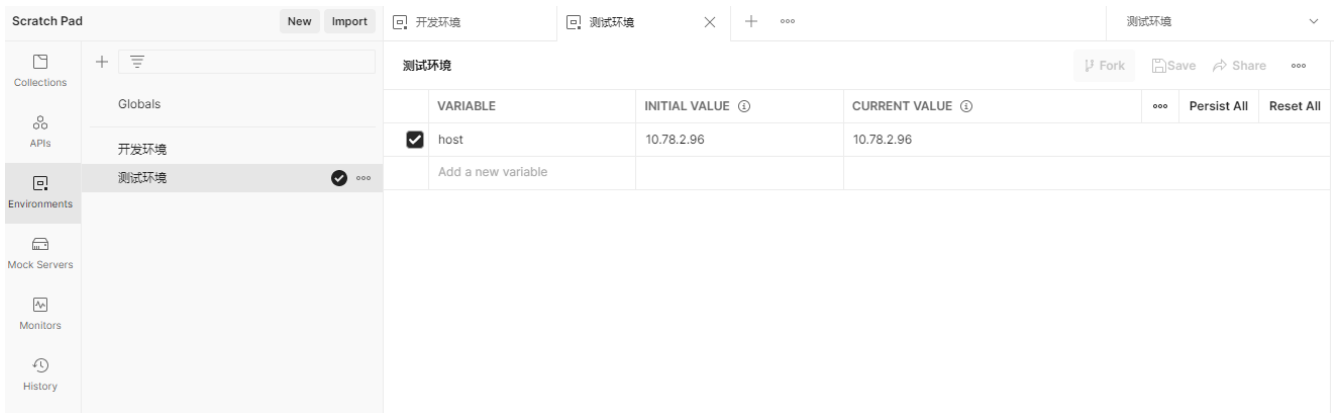 Scratch Pad New Import 开发环境 测试环境 测试环境
Collections
APIs
Environments
Mock Servers
Monitors
History
Globals
开发环境
测试环境
测试环境 Fork Save Share
VARIABLE INITIAL VALUE CURRENT VALUE Persist All Reset All
host 10.78.2.96 10.78.2.96
Add a new variable